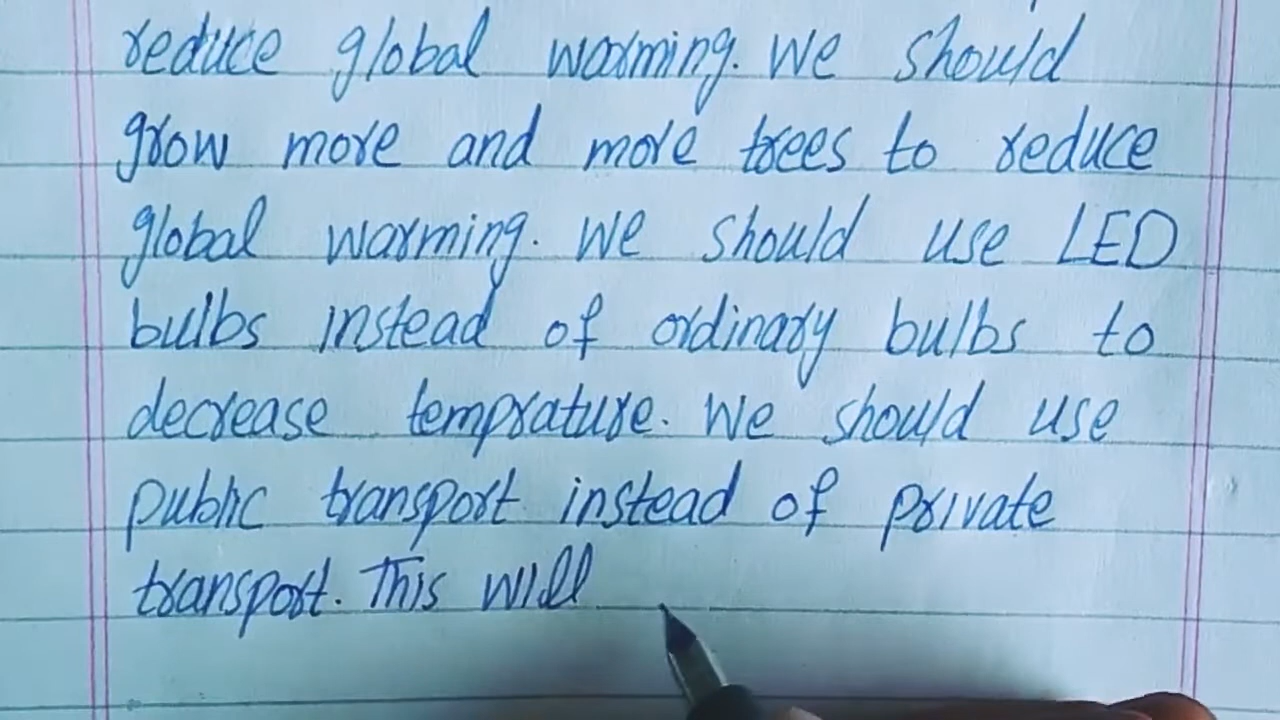 reduce global warming. We should
grow more and more trees to reduce
global warming. We should use LED
bulbs instead of ordinary bulbs to
decrease temprature. We should use
public transport instead of private
transport. This will